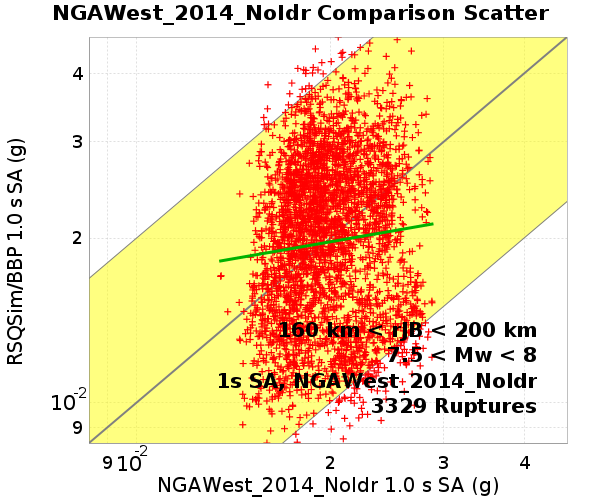 NGAWest_2014_NoIdr Comparison Scatter
RSQSim/BBP 1.0 s SA (g)
4
3
2
10-2
9
160 km < rJB < 200 km
7.5 < Mw < 8
1s SA, NGAWest_2014_NoIdr
3329 Ruptures
9 10-2 2 3 4
NGAWest_2014_NoIdr 1.0 s SA (g)